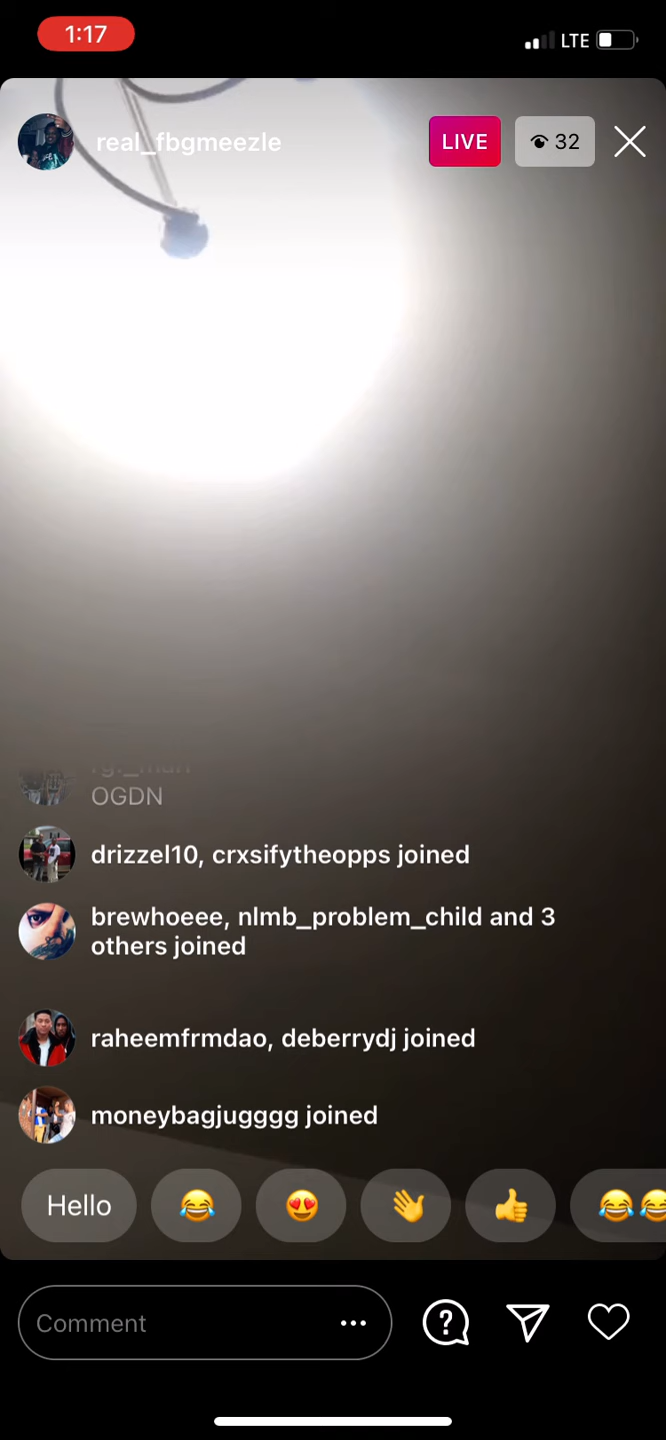 1:17
LTE
real_fbgmeezle
LIVE
32
OGDN
drizzel10, crxsifytheopps joined
brewhoeee, nlmb_problem_child and 3
others joined
raheemfrmdao, deberrydj joined
moneybagjugggg joined
Hello
Comment